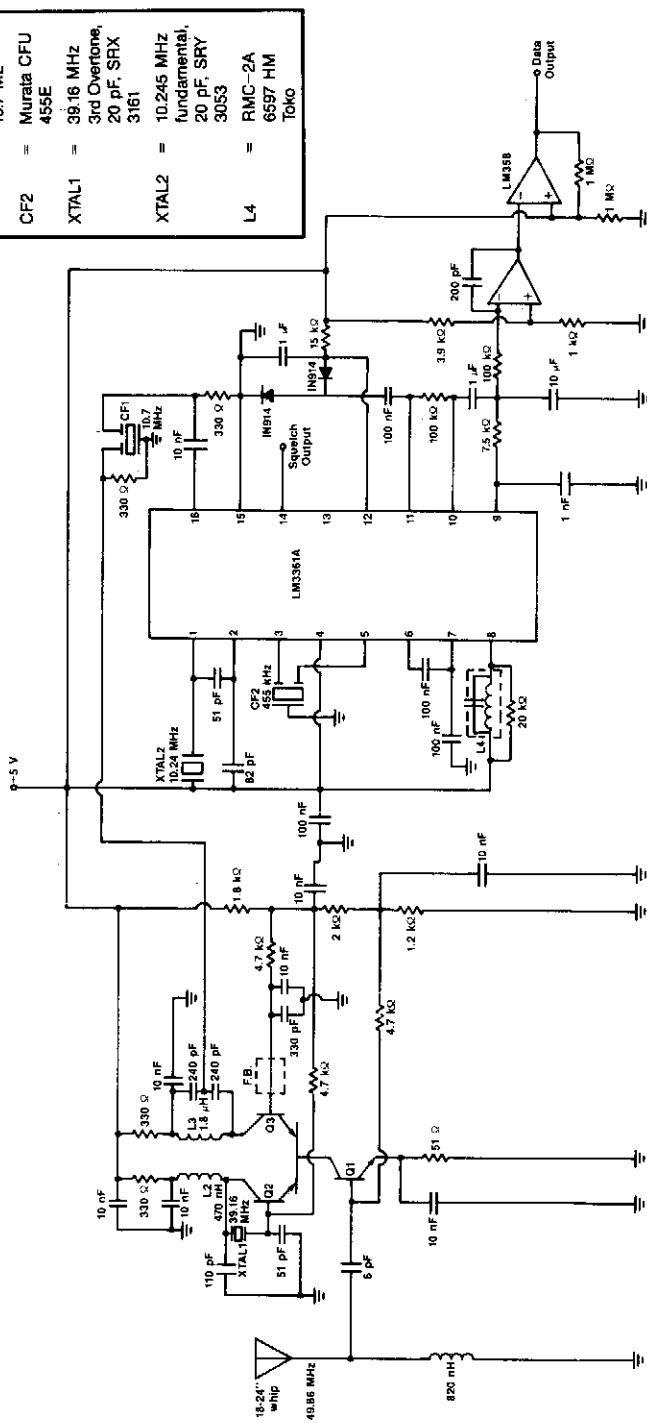 10.7 ML
CF2 = Murata CFU
455E
XTAL1 = 39.16 MHz
3rd Overtone,
20 pF, SRX
3161
XTAL2 = 10.245 MHz
fundamental,
20 pF, SRY
3053
L4 = RMC-2A
6597 HM
Toko
+5 V
18-24"
whip
49.86 MHz
820 nH
6 pF
110 pF
XTAL1
39.16
MHz
51 pF
10 nF
330 Ω
10 nF
L2
470 nH
Q2
330 Ω
L3
1.8 μH
10 nF
240 pF
240 pF
Q3
F.B.
330 pF
10 nF
4.7 kΩ
4.7 kΩ
1.8 kΩ
10 nF
2 kΩ
1.2 kΩ
10 nF
4.7 kΩ
Q1
51 Ω
10 nF
100 nF
XTAL2
10.24 MHz
51 pF
82 pF
CF2
455 kHz
100 nF
100 nF
L4
20 kΩ
LM3361A
1
2
3
4
5
6
7
8
16
15
14
13
12
11
10
9
330 Ω
CF1
10.7
MHz
10 nF
330 Ω
Squelch
Output
IN914
IN914
1 μF
15 kΩ
100 nF
100 kΩ
1 μF
7.5 kΩ
1 nF
10 μF
100 kΩ
3.9 kΩ
1 kΩ
200 pF
-
+
LM358
-
+
1 MΩ
1 MΩ
Data
Output